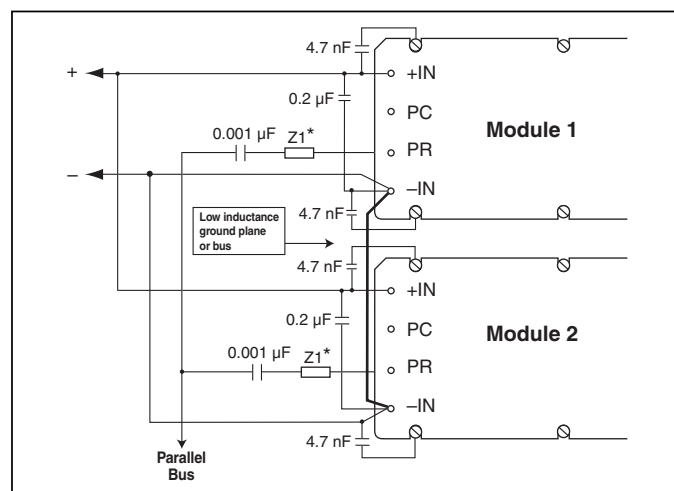 4.7 nF
+
+IN
0.2 µF
PC
Module 1
0.001 µF
Z1*
PR
–
–IN
4.7 nF
Low inductance
ground plane
or bus
4.7 nF
+IN
0.2 µF
PC
Module 2
0.001 µF
Z1*
PR
–IN
4.7 nF
Parallel
Bus